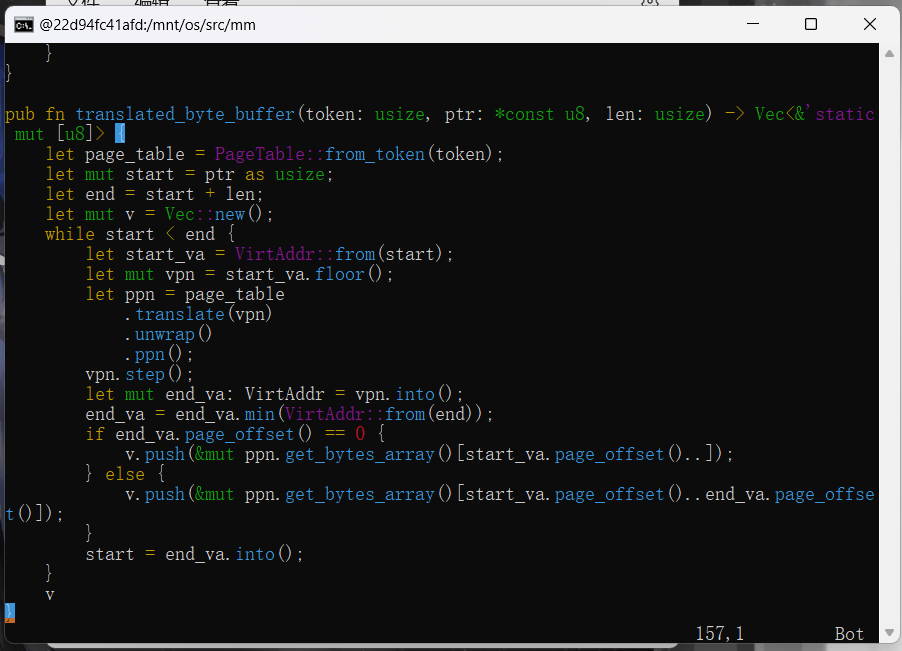 @22d94fc41afd:/mnt/os/src/mm
    }
}

pub fn translated_byte_buffer(token: usize, ptr: *const u8, len: usize) -> Vec<&'static
 mut [u8]> {
    let page_table = PageTable::from_token(token);
    let mut start = ptr as usize;
    let end = start + len;
    let mut v = Vec::new();
    while start < end {
        let start_va = VirtAddr::from(start);
        let mut vpn = start_va.floor();
        let ppn = page_table
            .translate(vpn)
            .unwrap()
            .ppn();
        vpn.step();
        let mut end_va: VirtAddr = vpn.into();
        end_va = end_va.min(VirtAddr::from(end));
        if end_va.page_offset() == 0 {
            v.push(&mut ppn.get_bytes_array()[start_va.page_offset()..]);
        } else {
            v.push(&mut ppn.get_bytes_array()[start_va.page_offset()..end_va.page_offse
t()]);
        }
        start = end_va.into();
    }
    v
}
157,1 Bot